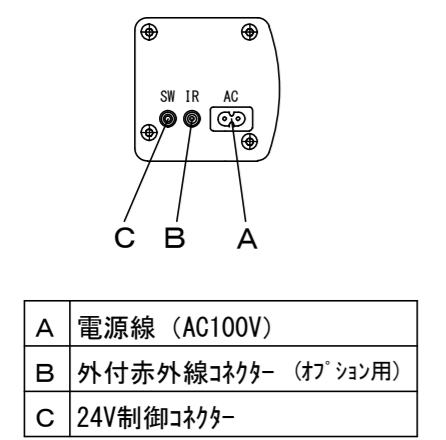 SW IR AC
C B A
A 電源線（AC100V）
B 外付赤外線ｺﾈｸﾀｰ（ｵﾌﾟｼｮﾝ用）
C 24V制御ｺﾈｸﾀｰ